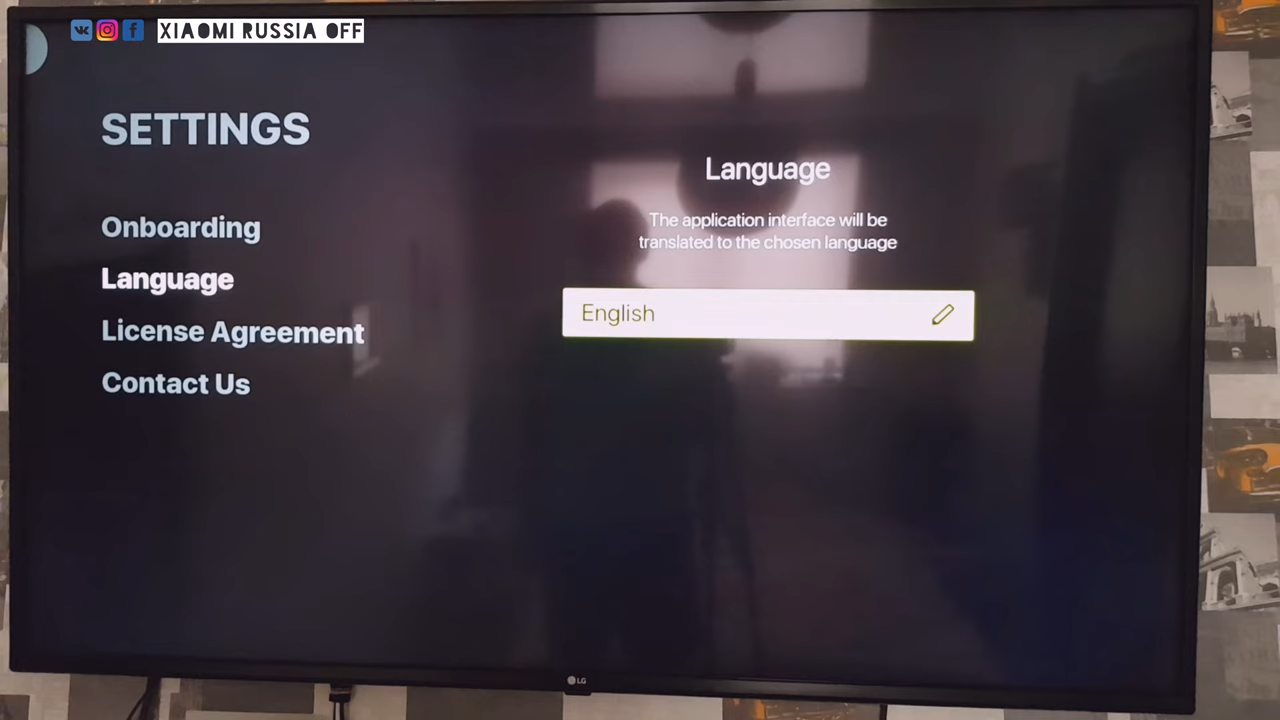 XIAOMI RUSSIA OFF
SETTINGS
Onboarding
Language
License Agreement
Contact Us
Language
The application interface will be
translated to the chosen language
English
LG